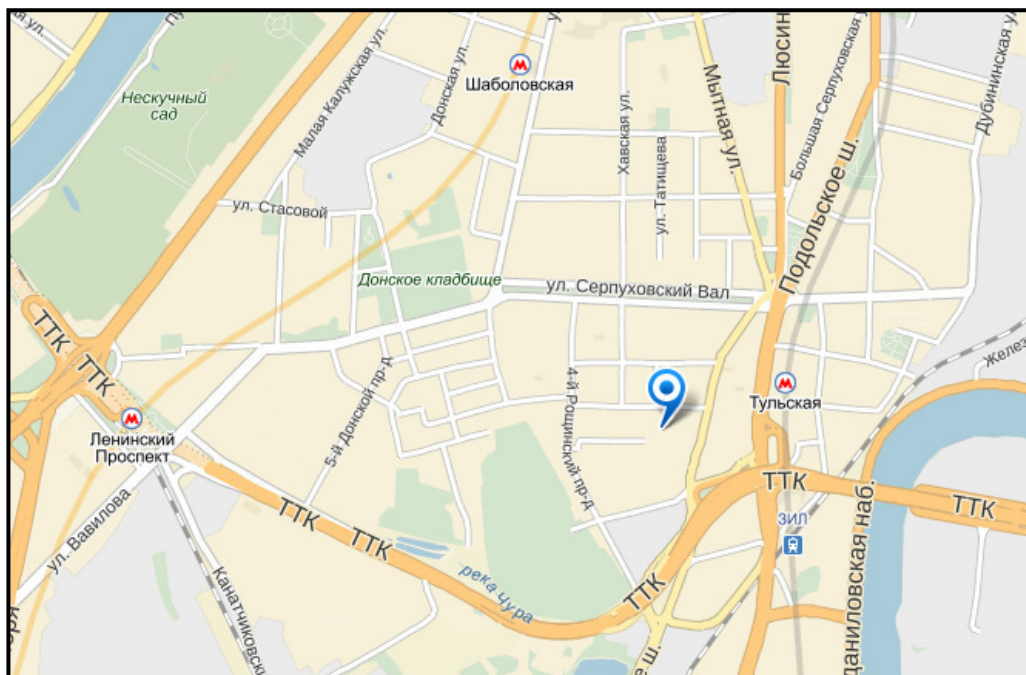 Нескучный
сад
Малая Калужская ул.
Донская ул.
Шаболовская
Хавская ул.
ул. Татищева
Мытная ул.
Люсин
Большая Серпуховская ул.
Подольское ш.
Дубининская ул.
ул. Стасовой
Донское кладбище
ул. Серпуховский Вал
ТТК
ТТК
Ленинский
Проспект
5-й Донской пр-д
4-й Рощинский пр-д
Тульская
Желез
ул. Вавилова
Канатчиковски
ТТК
ТТК
река Чура
ТТК
ТТК
ТТК
ЗИЛ
даниловская наб.
оря
е ш.